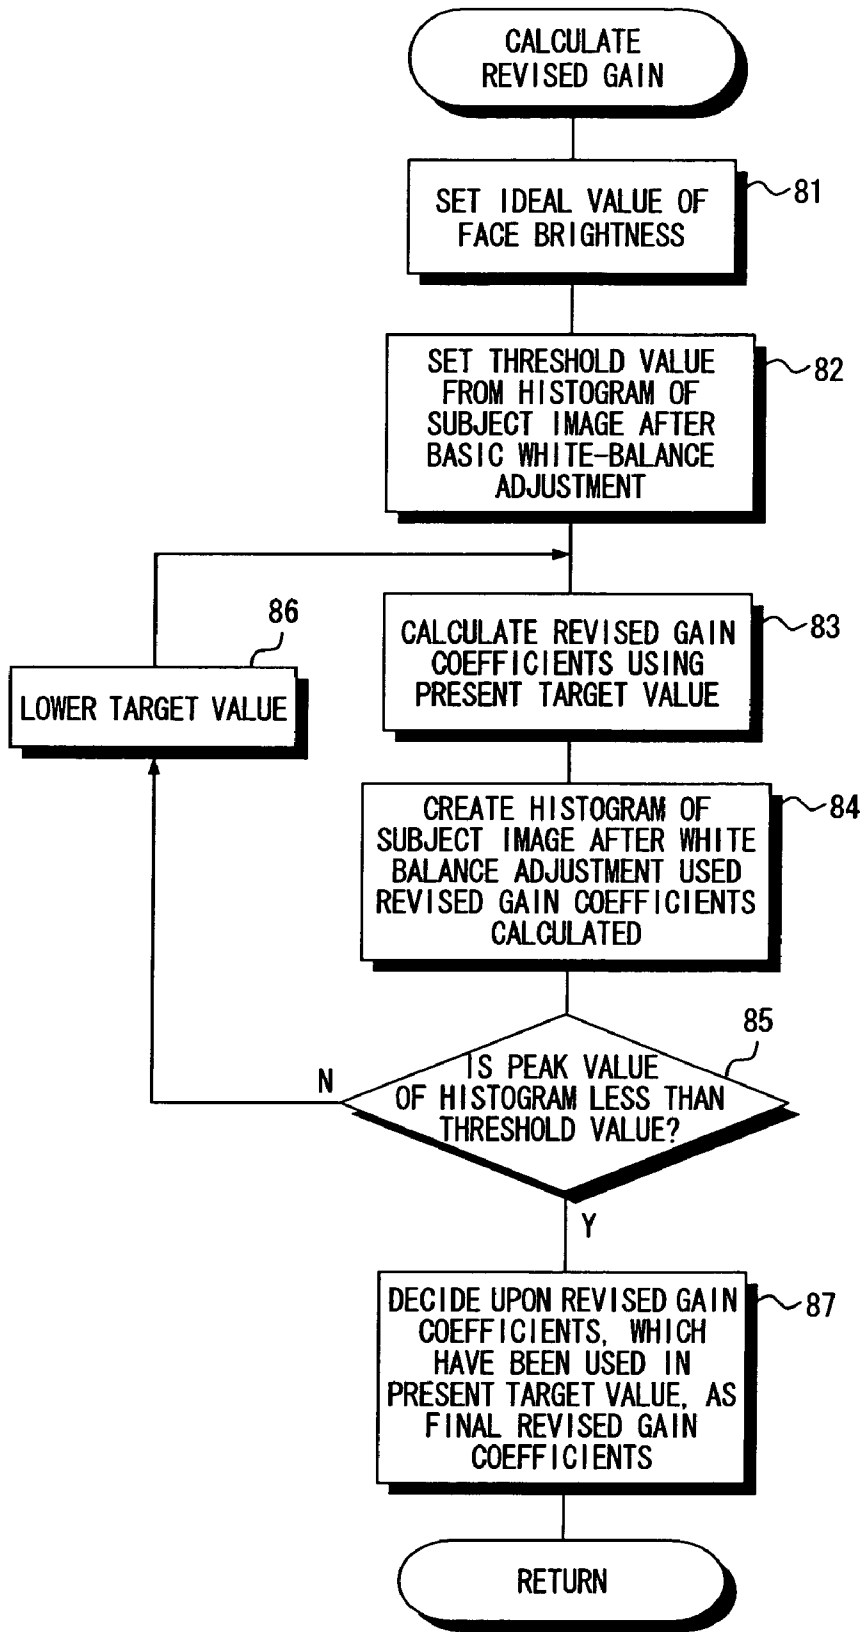 CALCULATE
REVISED GAIN
81
SET IDEAL VALUE OF
FACE BRIGHTNESS
82
SET THRESHOLD VALUE
FROM HISTOGRAM OF
SUBJECT IMAGE AFTER
BASIC WHITE-BALANCE
ADJUSTMENT
83
CALCULATE REVISED GAIN
COEFFICIENTS USING
PRESENT TARGET VALUE
86
LOWER TARGET VALUE
84
CREATE HISTOGRAM OF
SUBJECT IMAGE AFTER WHITE
BALANCE ADJUSTMENT USED
REVISED GAIN COEFFICIENTS
CALCULATED
85
IS PEAK VALUE
OF HISTOGRAM LESS THAN
THRESHOLD VALUE?
N
Y
87
DECIDE UPON REVISED GAIN
COEFFICIENTS, WHICH
HAVE BEEN USED IN
PRESENT TARGET VALUE, AS
FINAL REVISED GAIN
COEFFICIENTS
RETURN